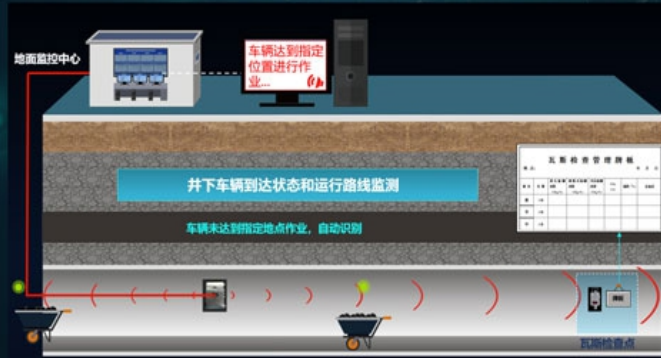 地面监控中心
车辆达到指定
位置进行作
业...
瓦斯检查管理牌板
井下车辆到达状态和运行路线监测
车辆未达到指定地点作业，自动识别
牌板
瓦斯检查点